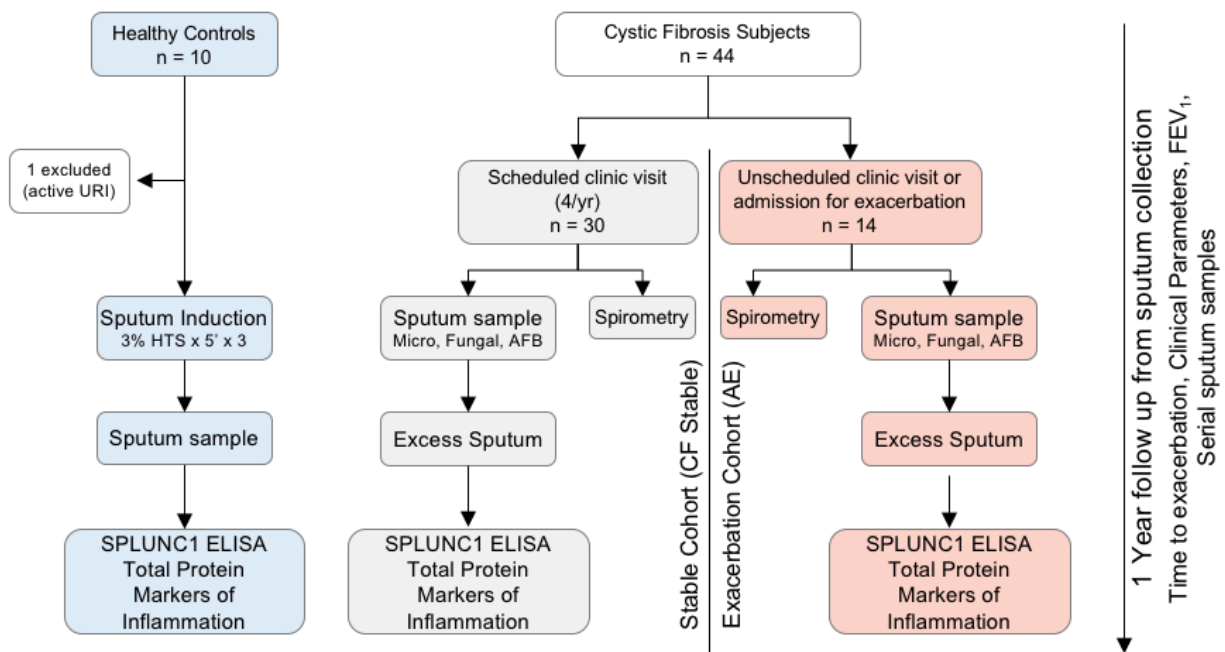 Healthy Controls
n = 10
1 excluded
(active URI)
Sputum Induction
3% HTS x 5' x 3
Sputum sample
SPLUNC1 ELISA
Total Protein
Markers of
Inflammation
Cystic Fibrosis Subjects
n = 44
Scheduled clinic visit
(4/yr)
n = 30
Sputum sample
Micro, Fungal, AFB
Spirometry
Excess Sputum
SPLUNC1 ELISA
Total Protein
Markers of
Inflammation
Stable Cohort (CF Stable)
Exacerbation Cohort (AE)
Unscheduled clinic visit or
admission for exacerbation
n = 14
Spirometry
Sputum sample
Micro, Fungal, AFB
Excess Sputum
SPLUNC1 ELISA
Total Protein
Markers of
Inflammation
1 Year follow up from sputum collection
Time to exacerbation, Clinical Parameters, FEV₁,
Serial sputum samples